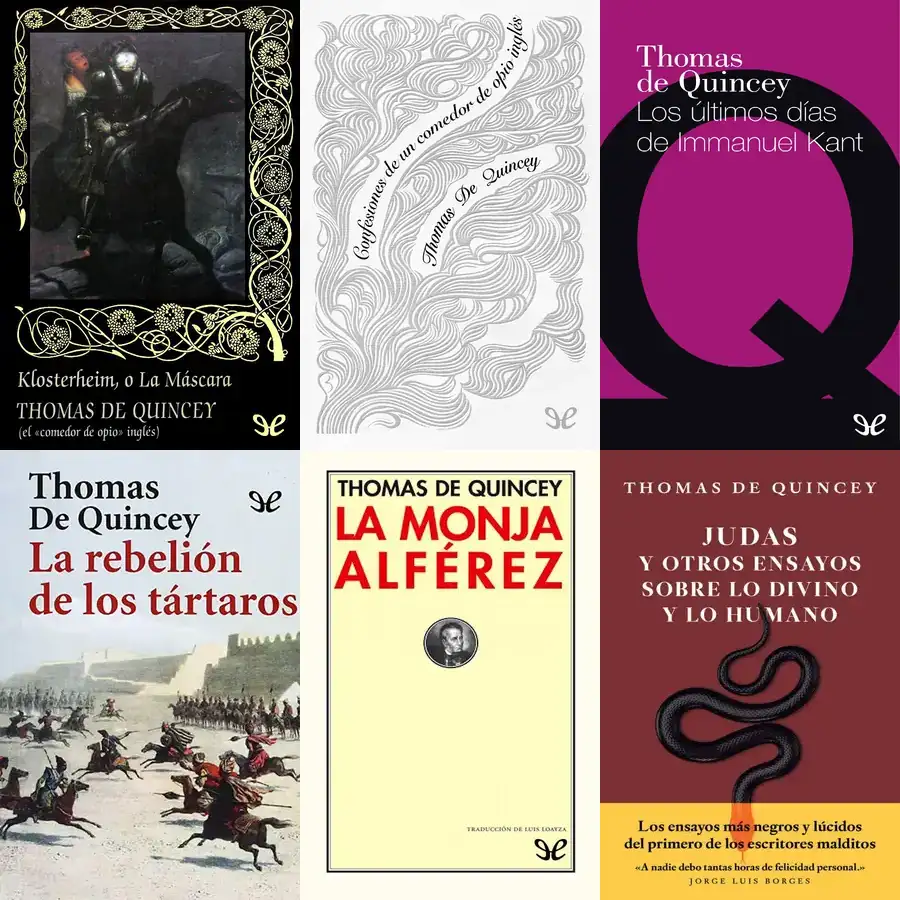 Klosterheim, o La Máscara
THOMAS DE QUINCEY
(el «comedor de opio» inglés)
Confesiones de un comedor de opio inglés
Thomas De Quincey
Thomas
de Quincey
Los últimos días
de Immanuel Kant
Thomas
De Quincey
La rebelión
de los tártaros
THOMAS DE QUINCEY
LA MONJA
ALFÉREZ
TRADUCCIÓN DE LUIS LOAYZA
THOMAS DE QUINCEY
JUDAS
Y OTROS ENSAYOS
SOBRE LO DIVINO
Y LO HUMANO
Los ensayos más negros y lúcidos
del primero de los escritores malditos
«A nadie debo tantas horas de felicidad personal.»
JORGE LUIS BORGES